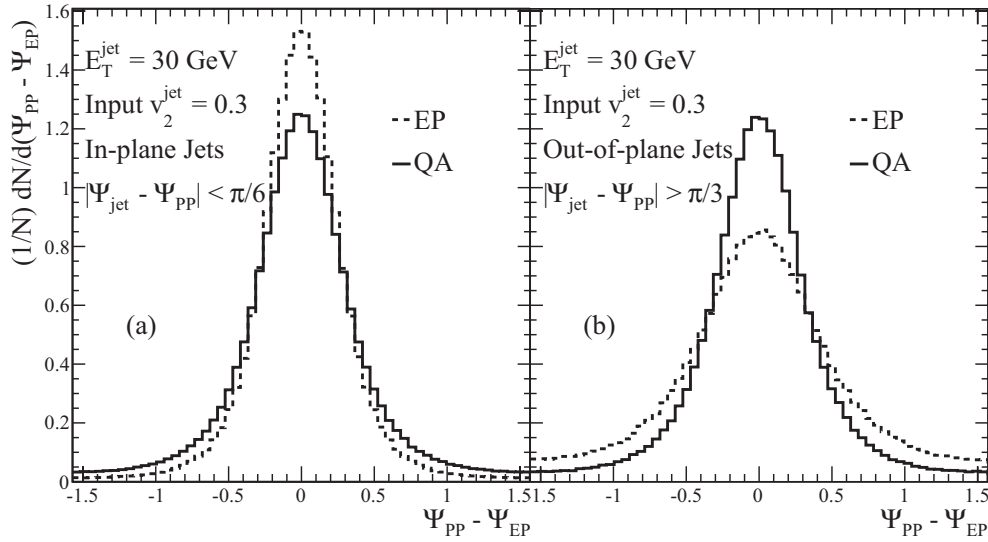 (1/N) dN/d(Ψ_PP - Ψ_EP)
1.6
1.4
1.2
1
0.8
0.6
0.4
0.2
0
E_T^jet = 30 GeV
Input v_2^jet = 0.3
In-plane Jets
|Ψ_jet - Ψ_PP| < π/6
EP
QA
(a)
-1.5 -1 -0.5 0 0.5 1 1.5
Ψ_PP - Ψ_EP
E_T^jet = 30 GeV
Input v_2^jet = 0.3
Out-of-plane Jets
|Ψ_jet - Ψ_PP| > π/3
EP
QA
(b)
-1.5 -1 -0.5 0 0.5 1 1.5
Ψ_PP - Ψ_EP